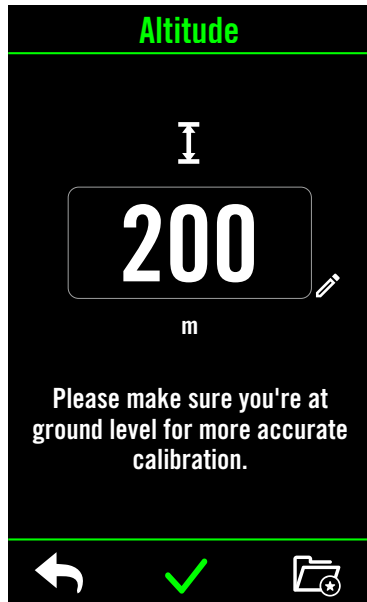 Altitude
200
m
Please make sure you're at
ground level for more accurate
calibration.